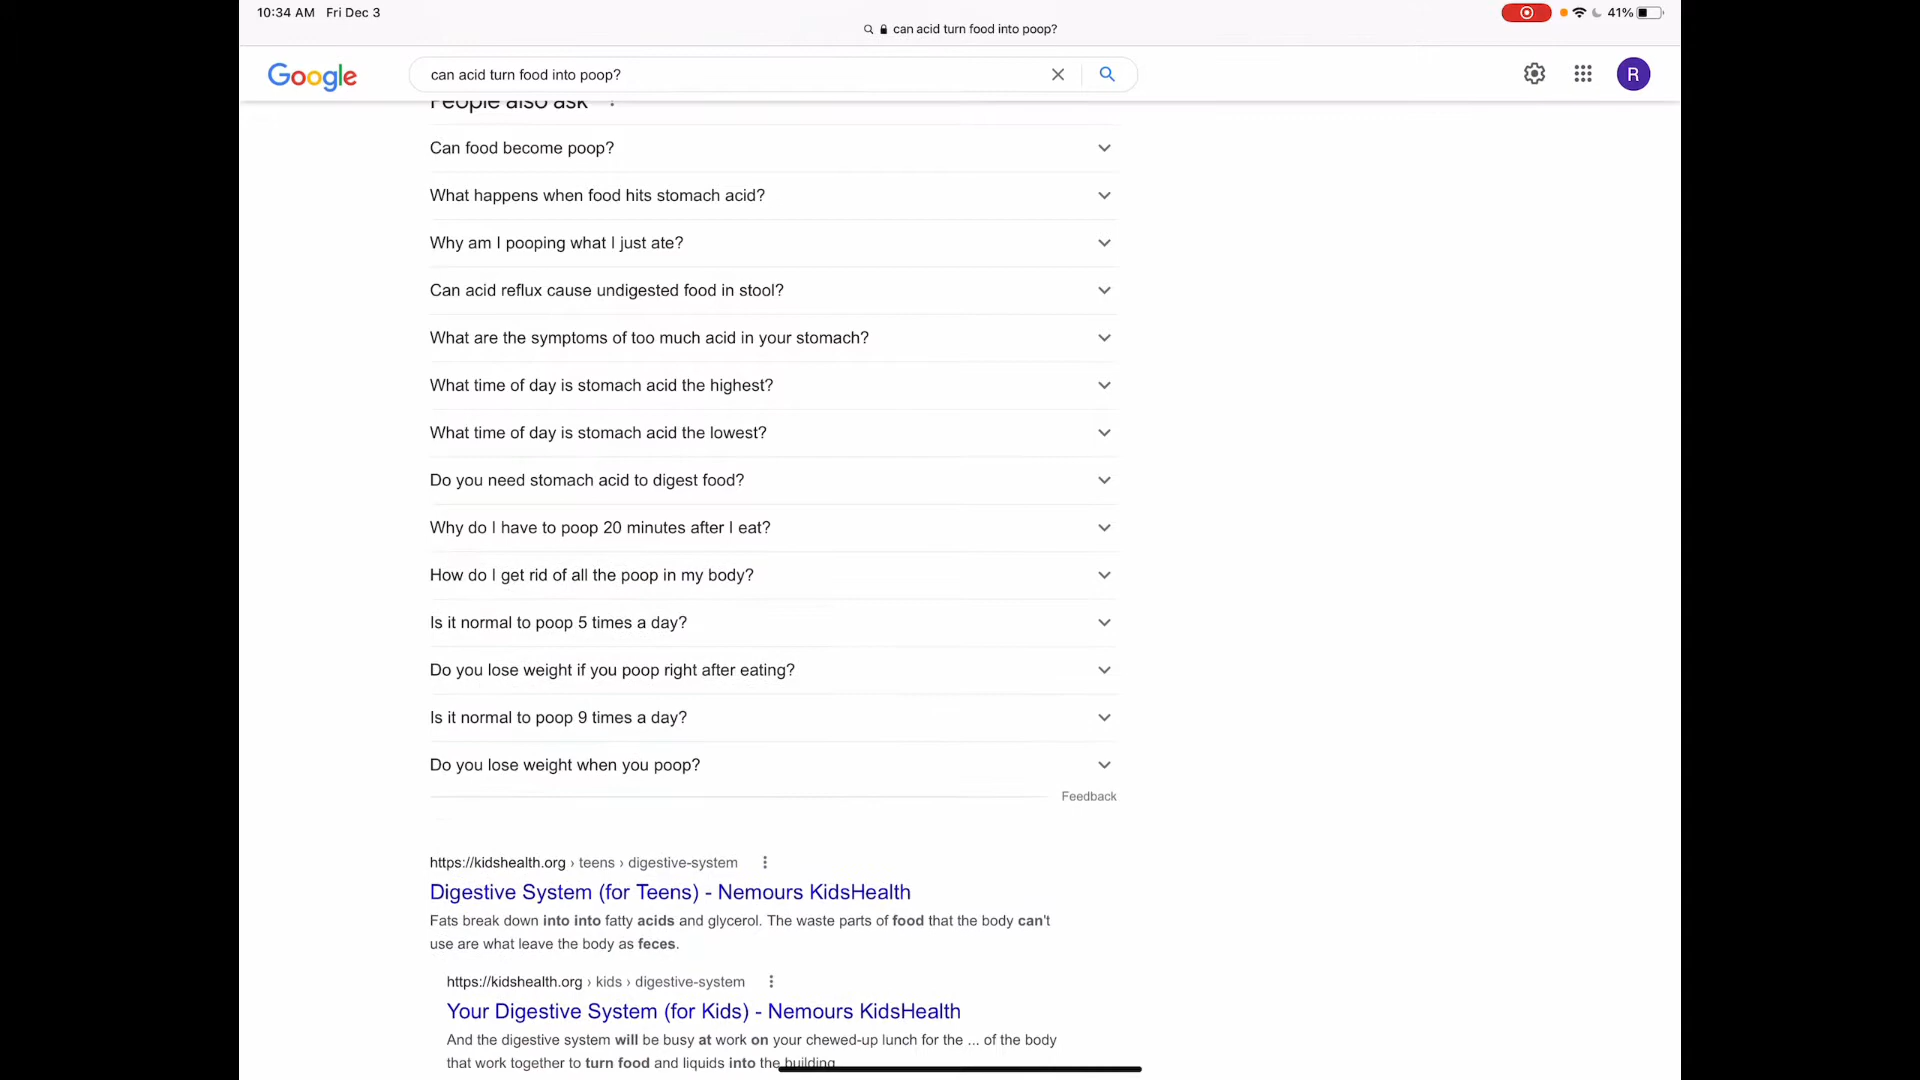 10:34 AM Fri Dec 3
41%
can acid turn food into poop?
Google
can acid turn food into poop?
R
People also ask
Can food become poop?
What happens when food hits stomach acid?
Why am I pooping what I just ate?
Can acid reflux cause undigested food in stool?
What are the symptoms of too much acid in your stomach?
What time of day is stomach acid the highest?
What time of day is stomach acid the lowest?
Do you need stomach acid to digest food?
Why do I have to poop 20 minutes after I eat?
How do I get rid of all the poop in my body?
Is it normal to poop 5 times a day?
Do you lose weight if you poop right after eating?
Is it normal to poop 9 times a day?
Do you lose weight when you poop?
Feedback
https://kidshealth.org › teens › digestive-system
Digestive System (for Teens) - Nemours KidsHealth
Fats break down into into fatty acids and glycerol. The waste parts of food that the body can't
use are what leave the body as feces.
https://kidshealth.org › kids › digestive-system
Your Digestive System (for Kids) - Nemours KidsHealth
And the digestive system will be busy at work on your chewed-up lunch for the ... of the body
that work together to turn food and liquids into the building